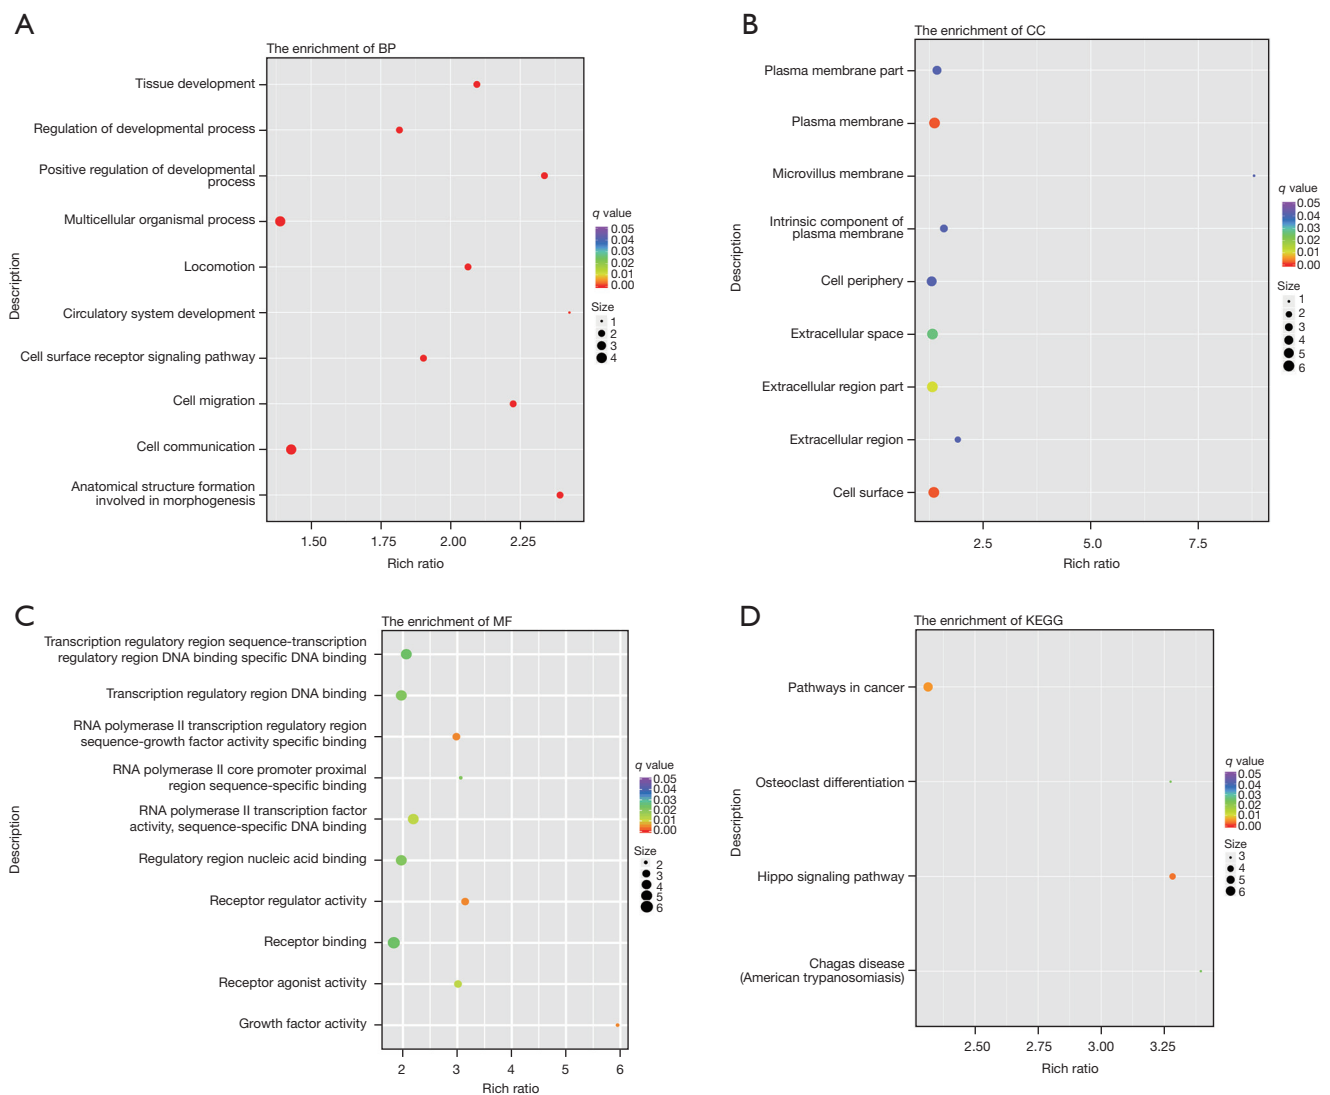 A
The enrichment of BP
Tissue development
Regulation of developmental process
Positive regulation of developmental
process
Multicellular organismal process
Locomotion
Circulatory system development
Cell surface receptor signaling pathway
Cell migration
Cell communication
Anatomical structure formation
involved in morphogenesis
Description
1.50 1.75 2.00 2.25
Rich ratio
q value
0.05
0.04
0.03
0.02
0.01
0.00
Size
1
2
3
4
B
The enrichment of CC
Plasma membrane part
Plasma membrane
Microvillus membrane
Intrinsic component of
plasma membrane
Cell periphery
Extracellular space
Extracellular region part
Extracellular region
Cell surface
Description
2.5 5.0 7.5
Rich ratio
q value
0.05
0.04
0.03
0.02
0.01
0.00
Size
1
2
3
4
5
6
C
The enrichment of MF
Transcription regulatory region sequence-transcription
regulatory region DNA binding specific DNA binding
Transcription regulatory region DNA binding
RNA polymerase II transcription regulatory region
sequence-growth factor activity specific binding
RNA polymerase II core promoter proximal
region sequence-specific binding
RNA polymerase II transcription factor
activity, sequence-specific DNA binding
Regulatory region nucleic acid binding
Receptor regulator activity
Receptor binding
Receptor agonist activity
Growth factor activity
Description
2 3 4 5 6
Rich ratio
q value
0.05
0.04
0.03
0.02
0.01
0.00
Size
2
3
4
5
6
D
The enrichment of KEGG
Pathways in cancer
Osteoclast differentiation
Hippo signaling pathway
Chagas disease
(American trypanosomiasis)
Description
2.50 2.75 3.00 3.25
Rich ratio
q value
0.05
0.04
0.03
0.02
0.01
0.00
Size
3
4
5
6